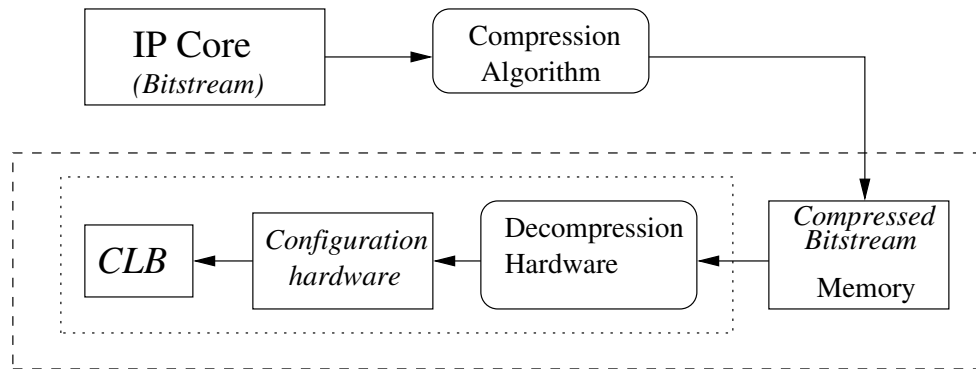 IP Core
(Bitstream)
Compression
Algorithm
Compressed
Bitstream
Memory
Decompression
Hardware
Configuration
hardware
CLB